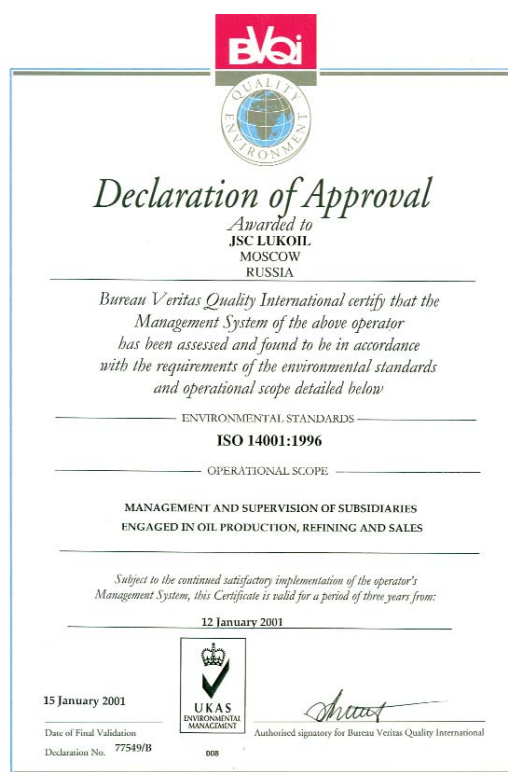 BVQi
QUALITY
ENVIRONMENT
Declaration of Approval
Awarded to
JSC LUKOIL
MOSCOW
RUSSIA
Bureau Veritas Quality International certify that the
Management System of the above operator
has been assessed and found to be in accordance
with the requirements of the environmental standards
and operational scope detailed below
ENVIRONMENTAL STANDARDS
ISO 14001:1996
OPERATIONAL SCOPE
MANAGEMENT AND SUPERVISION OF SUBSIDIARIES
ENGAGED IN OIL PRODUCTION, REFINING AND SALES
Subject to the continued satisfactory implementation of the operator's
Management System, this Certificate is valid for a period of three years from:
12 January 2001
15 January 2001
Date of Final Validation
Declaration No. 77549/B
UKAS
ENVIRONMENTAL
MANAGEMENT
008
Authorised signatory for Bureau Veritas Quality International